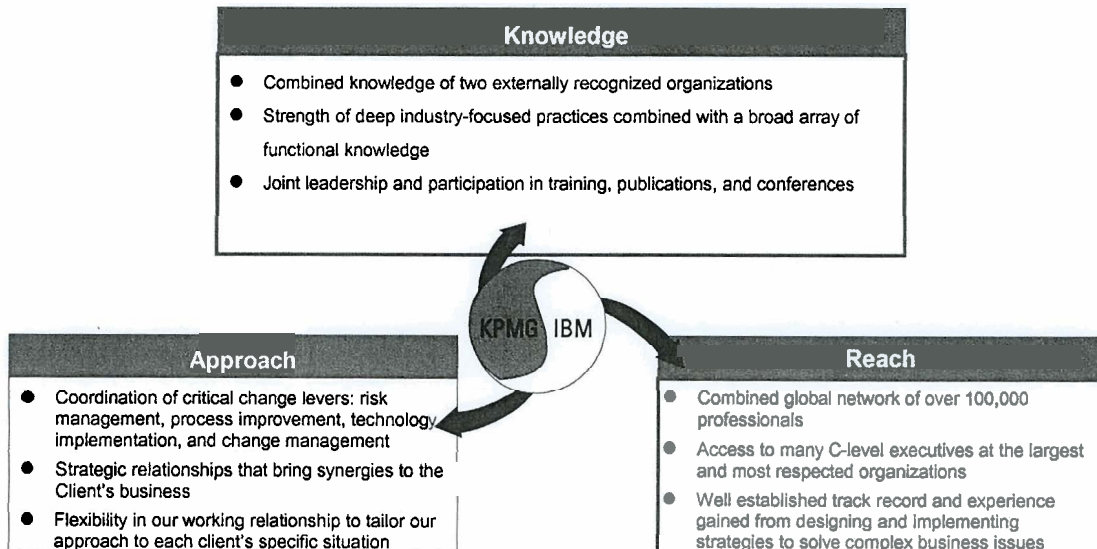 Knowledge
● Combined knowledge of two externally recognized organizations
● Strength of deep industry-focused practices combined with a broad array of
functional knowledge
● Joint leadership and participation in training, publications, and conferences
KPMG IBM
Approach
● Coordination of critical change levers: risk
management, process improvement, technology
implementation, and change management
● Strategic relationships that bring synergies to the
Client's business
● Flexibility in our working relationship to tailor our
approach to each client's specific situation
Reach
● Combined global network of over 100,000
professionals
● Access to many C-level executives at the largest
and most respected organizations
● Well established track record and experience
gained from designing and implementing
strategies to solve complex business issues